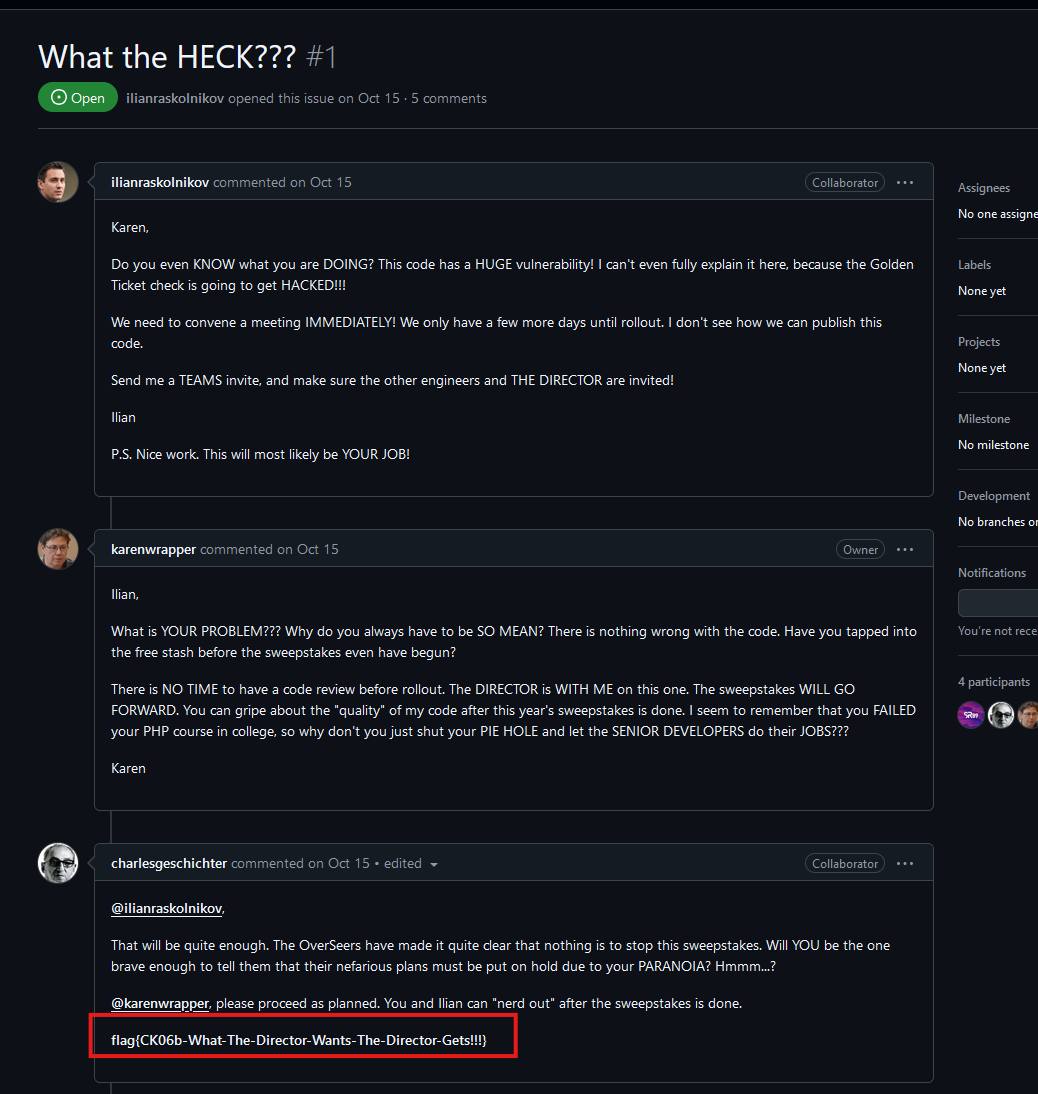 What the HECK??? #1
Open
ilianraskolnikov opened this issue on Oct 15 · 5 comments
ilianraskolnikov commented on Oct 15
Collaborator
Karen,
Do you even KNOW what you are DOING? This code has a HUGE vulnerability! I can't even fully explain it here, because the Golden
Ticket check is going to get HACKED!!!
We need to convene a meeting IMMEDIATELY! We only have a few more days until rollout. I don't see how we can publish this
code.
Send me a TEAMS invite, and make sure the other engineers and THE DIRECTOR are invited!
Ilian
P.S. Nice work. This will most likely be YOUR JOB!
karenwrapper commented on Oct 15
Owner
Ilian,
What is YOUR PROBLEM??? Why do you always have to be SO MEAN? There is nothing wrong with the code. Have you tapped into
the free stash before the sweepstakes even have begun?
There is NO TIME to have a code review before rollout. The DIRECTOR is WITH ME on this one. The sweepstakes WILL GO
FORWARD. You can gripe about the "quality" of my code after this year's sweepstakes is done. I seem to remember that you FAILED
your PHP course in college, so why don't you just shut your PIE HOLE and let the SENIOR DEVELOPERS do their JOBS???
Karen
charlesgeschichter commented on Oct 15 • edited
Collaborator
@ilianraskolnikov,
That will be quite enough. The OverSeers have made it quite clear that nothing is to stop this sweepstakes. Will YOU be the one
brave enough to tell them that their nefarious plans must be put on hold due to your PARANOIA? Hmmm...?
@karenwrapper, please proceed as planned. You and Ilian can "nerd out" after the sweepstakes is done.
flag{CK06b-What-The-Director-Wants-The-Director-Gets!!!}
Assignees
No one assigne
Labels
None yet
Projects
None yet
Milestone
No milestone
Development
No branches or
Notifications
You're not rece
4 participants